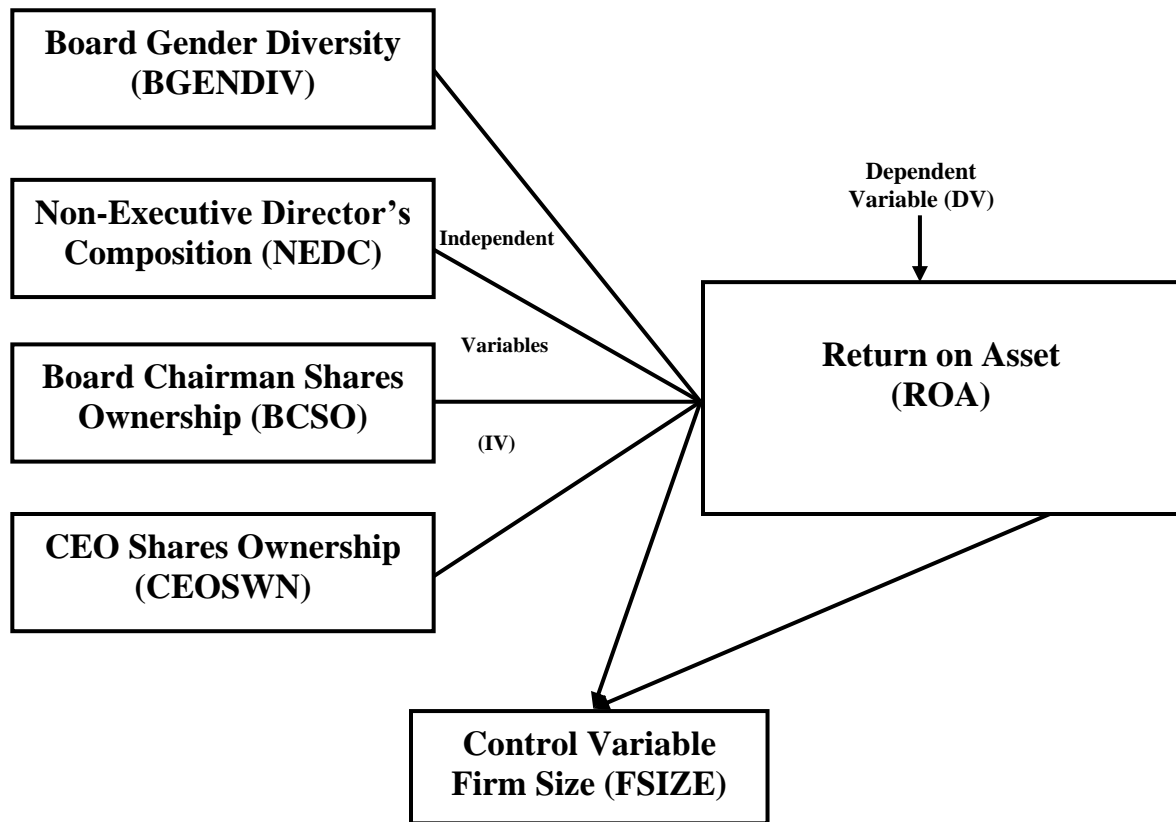 Board Gender Diversity
(BGENDIV)
Non-Executive Director’s
Composition (NEDC)
Board Chairman Shares
Ownership (BCSO)
CEO Shares Ownership
(CEOSWN)
Independent
Variables
(IV)
Dependent
Variable (DV)
Return on Asset
(ROA)
Control Variable
Firm Size (FSIZE)